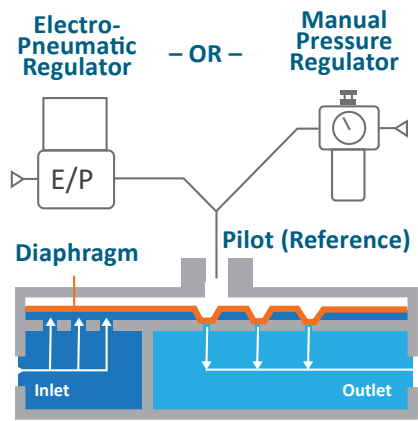 Electro-
Pneumatic
Regulator
– OR –
Manual
Pressure
Regulator
E/P
Diaphragm
Pilot (Reference)
Inlet
Outlet